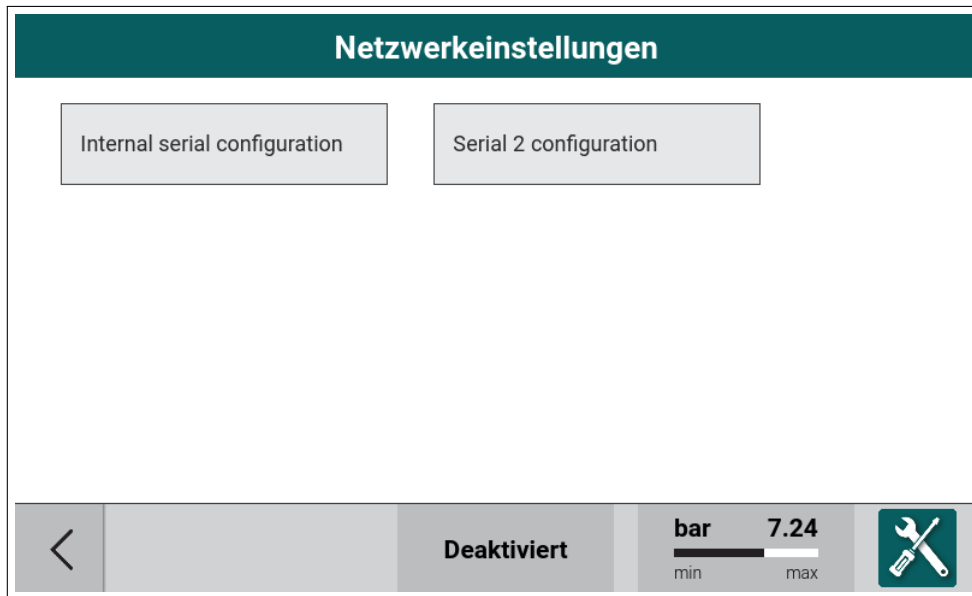 Netzwerkeinstellungen
Internal serial configuration
Serial 2 configuration
Deaktiviert
bar 7.24
min max